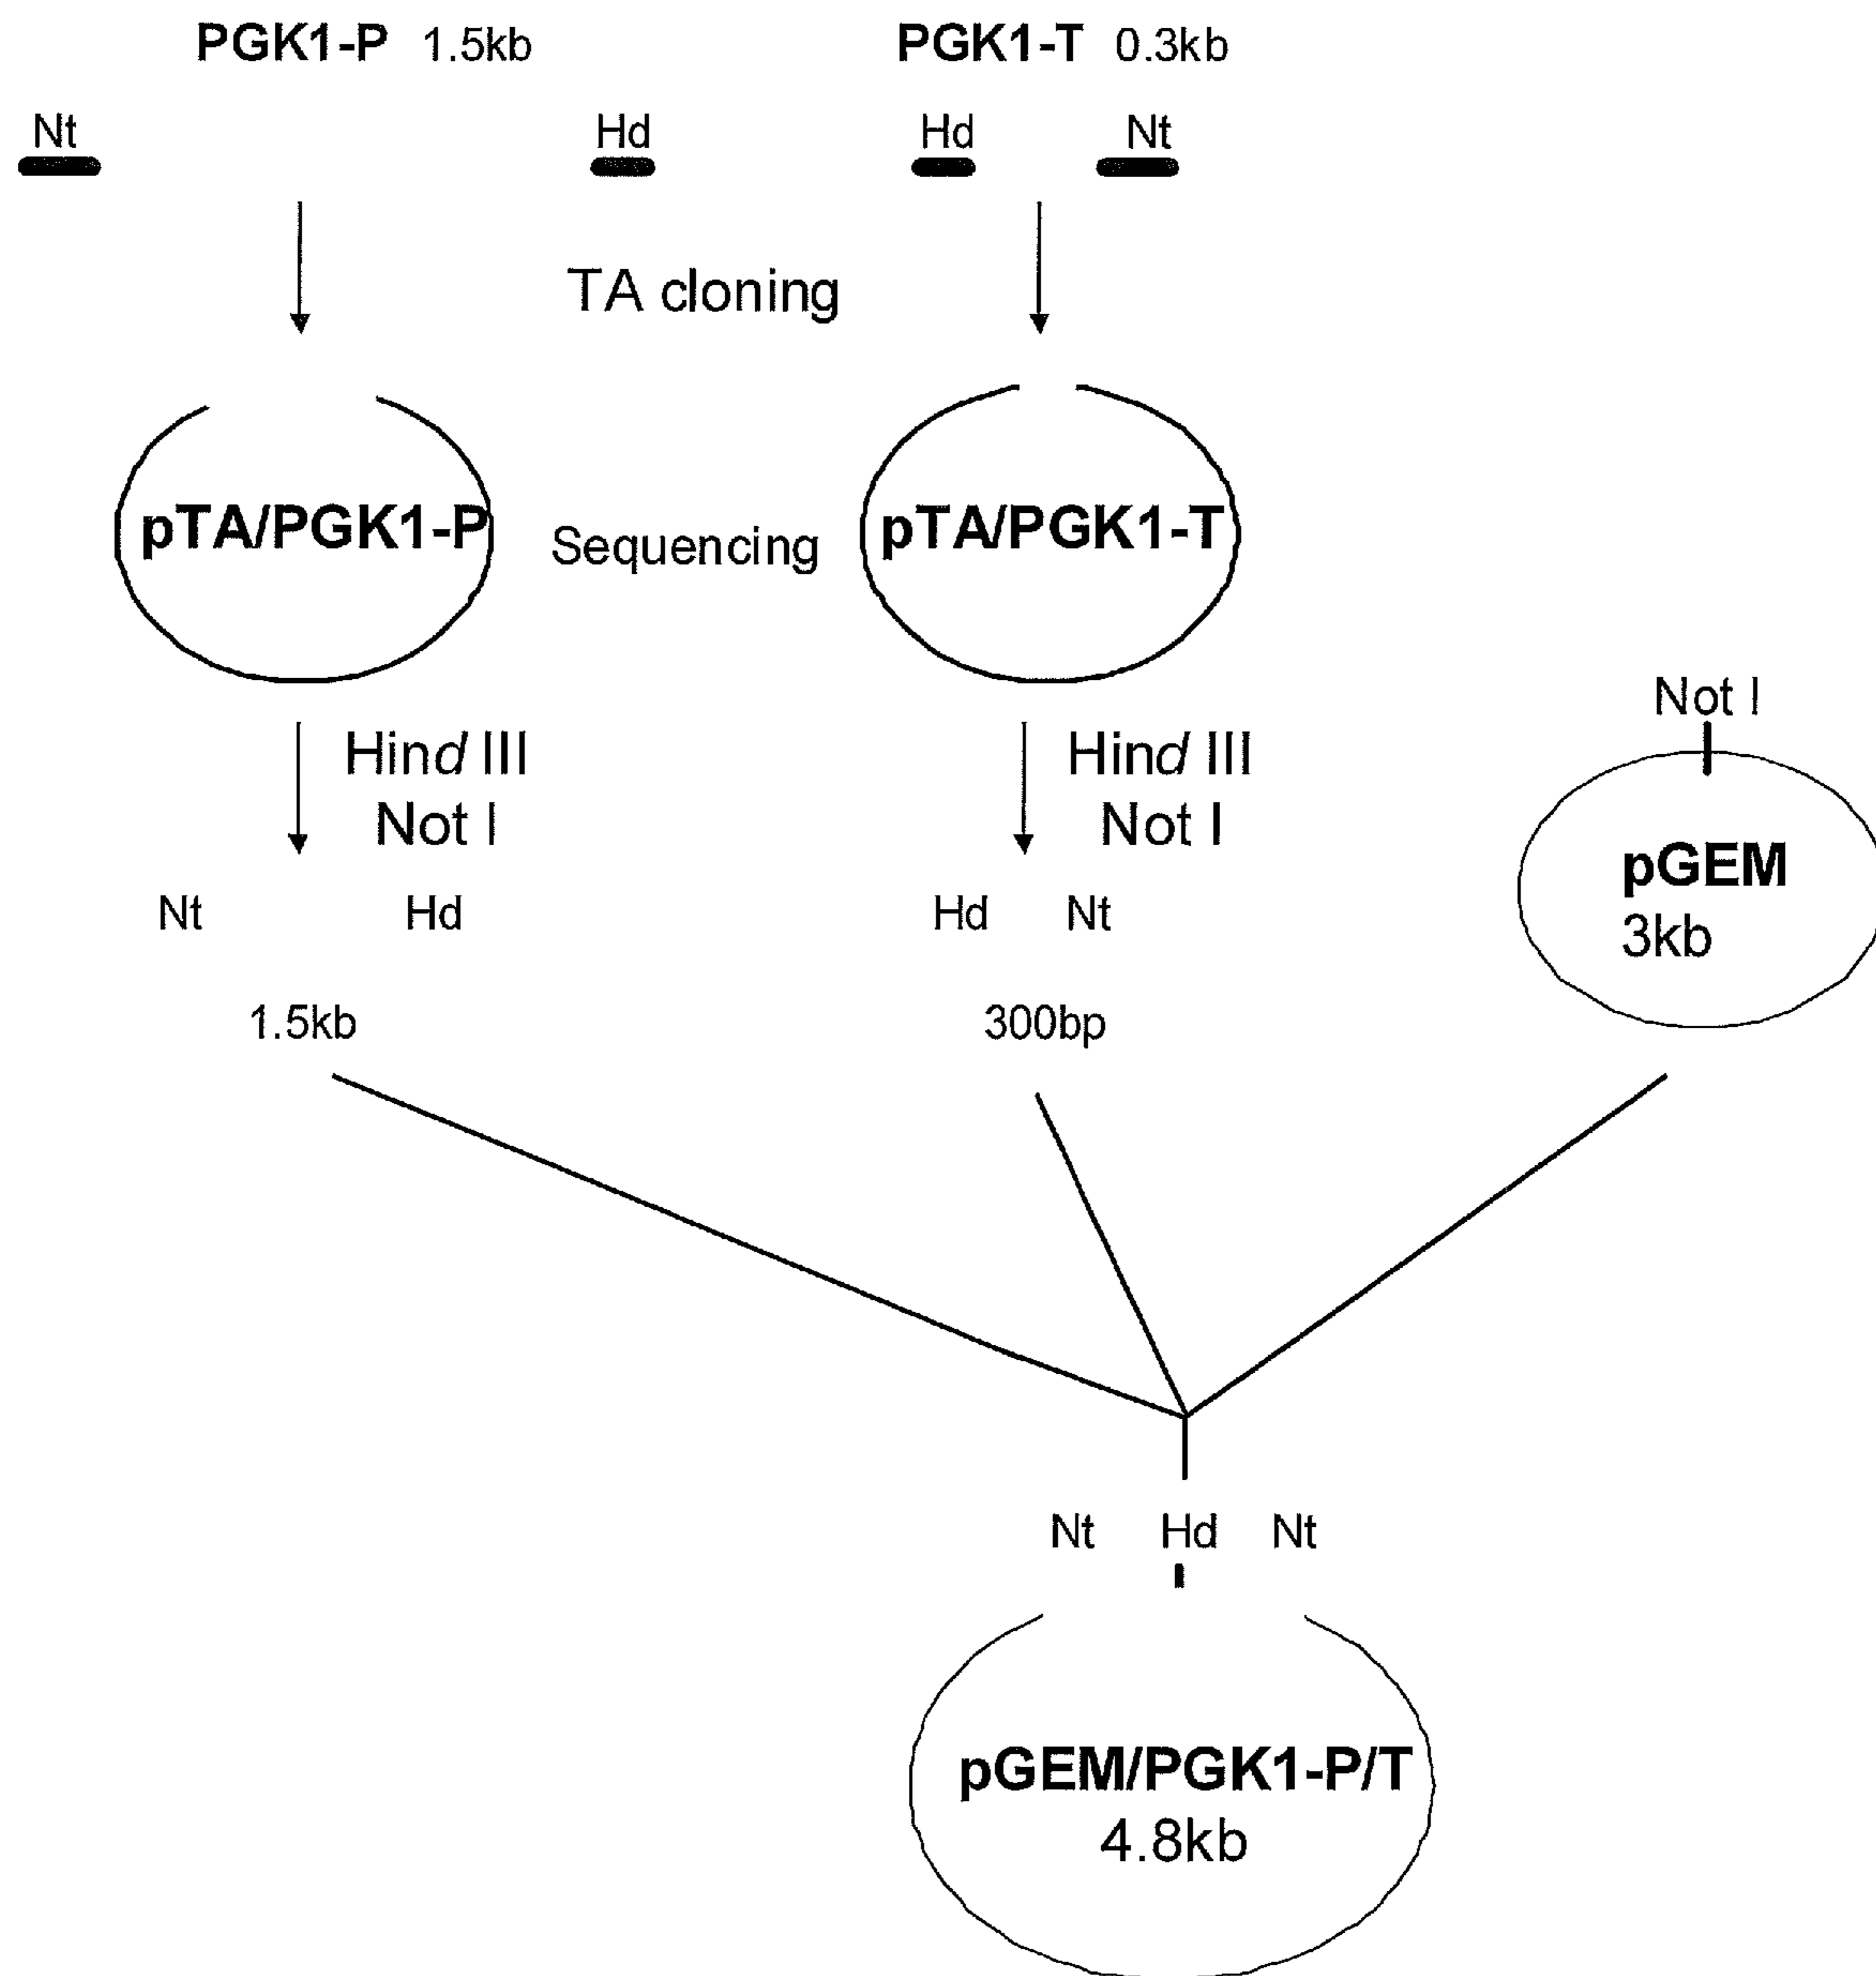 PGK1-P 1.5kb
PGK1-T 0.3kb
Nt
Hd
Hd
Nt
TA cloning
pTA/PGK1-P
Sequencing
pTA/PGK1-T
Hind III
Not I
Hind III
Not I
Not I
pGEM
3kb
Nt
Hd
Hd
Nt
1.5kb
300bp
Nt Hd Nt
pGEM/PGK1-P/T
4.8kb